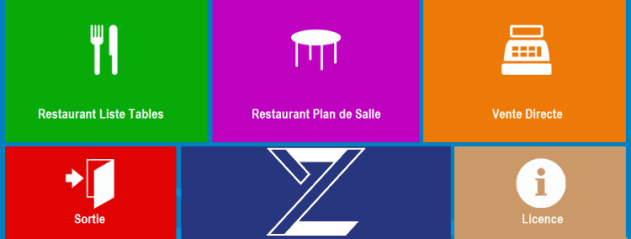 Restaurant Liste Tables
Restaurant Plan de Salle
Vente Directe
Sortie
Licence